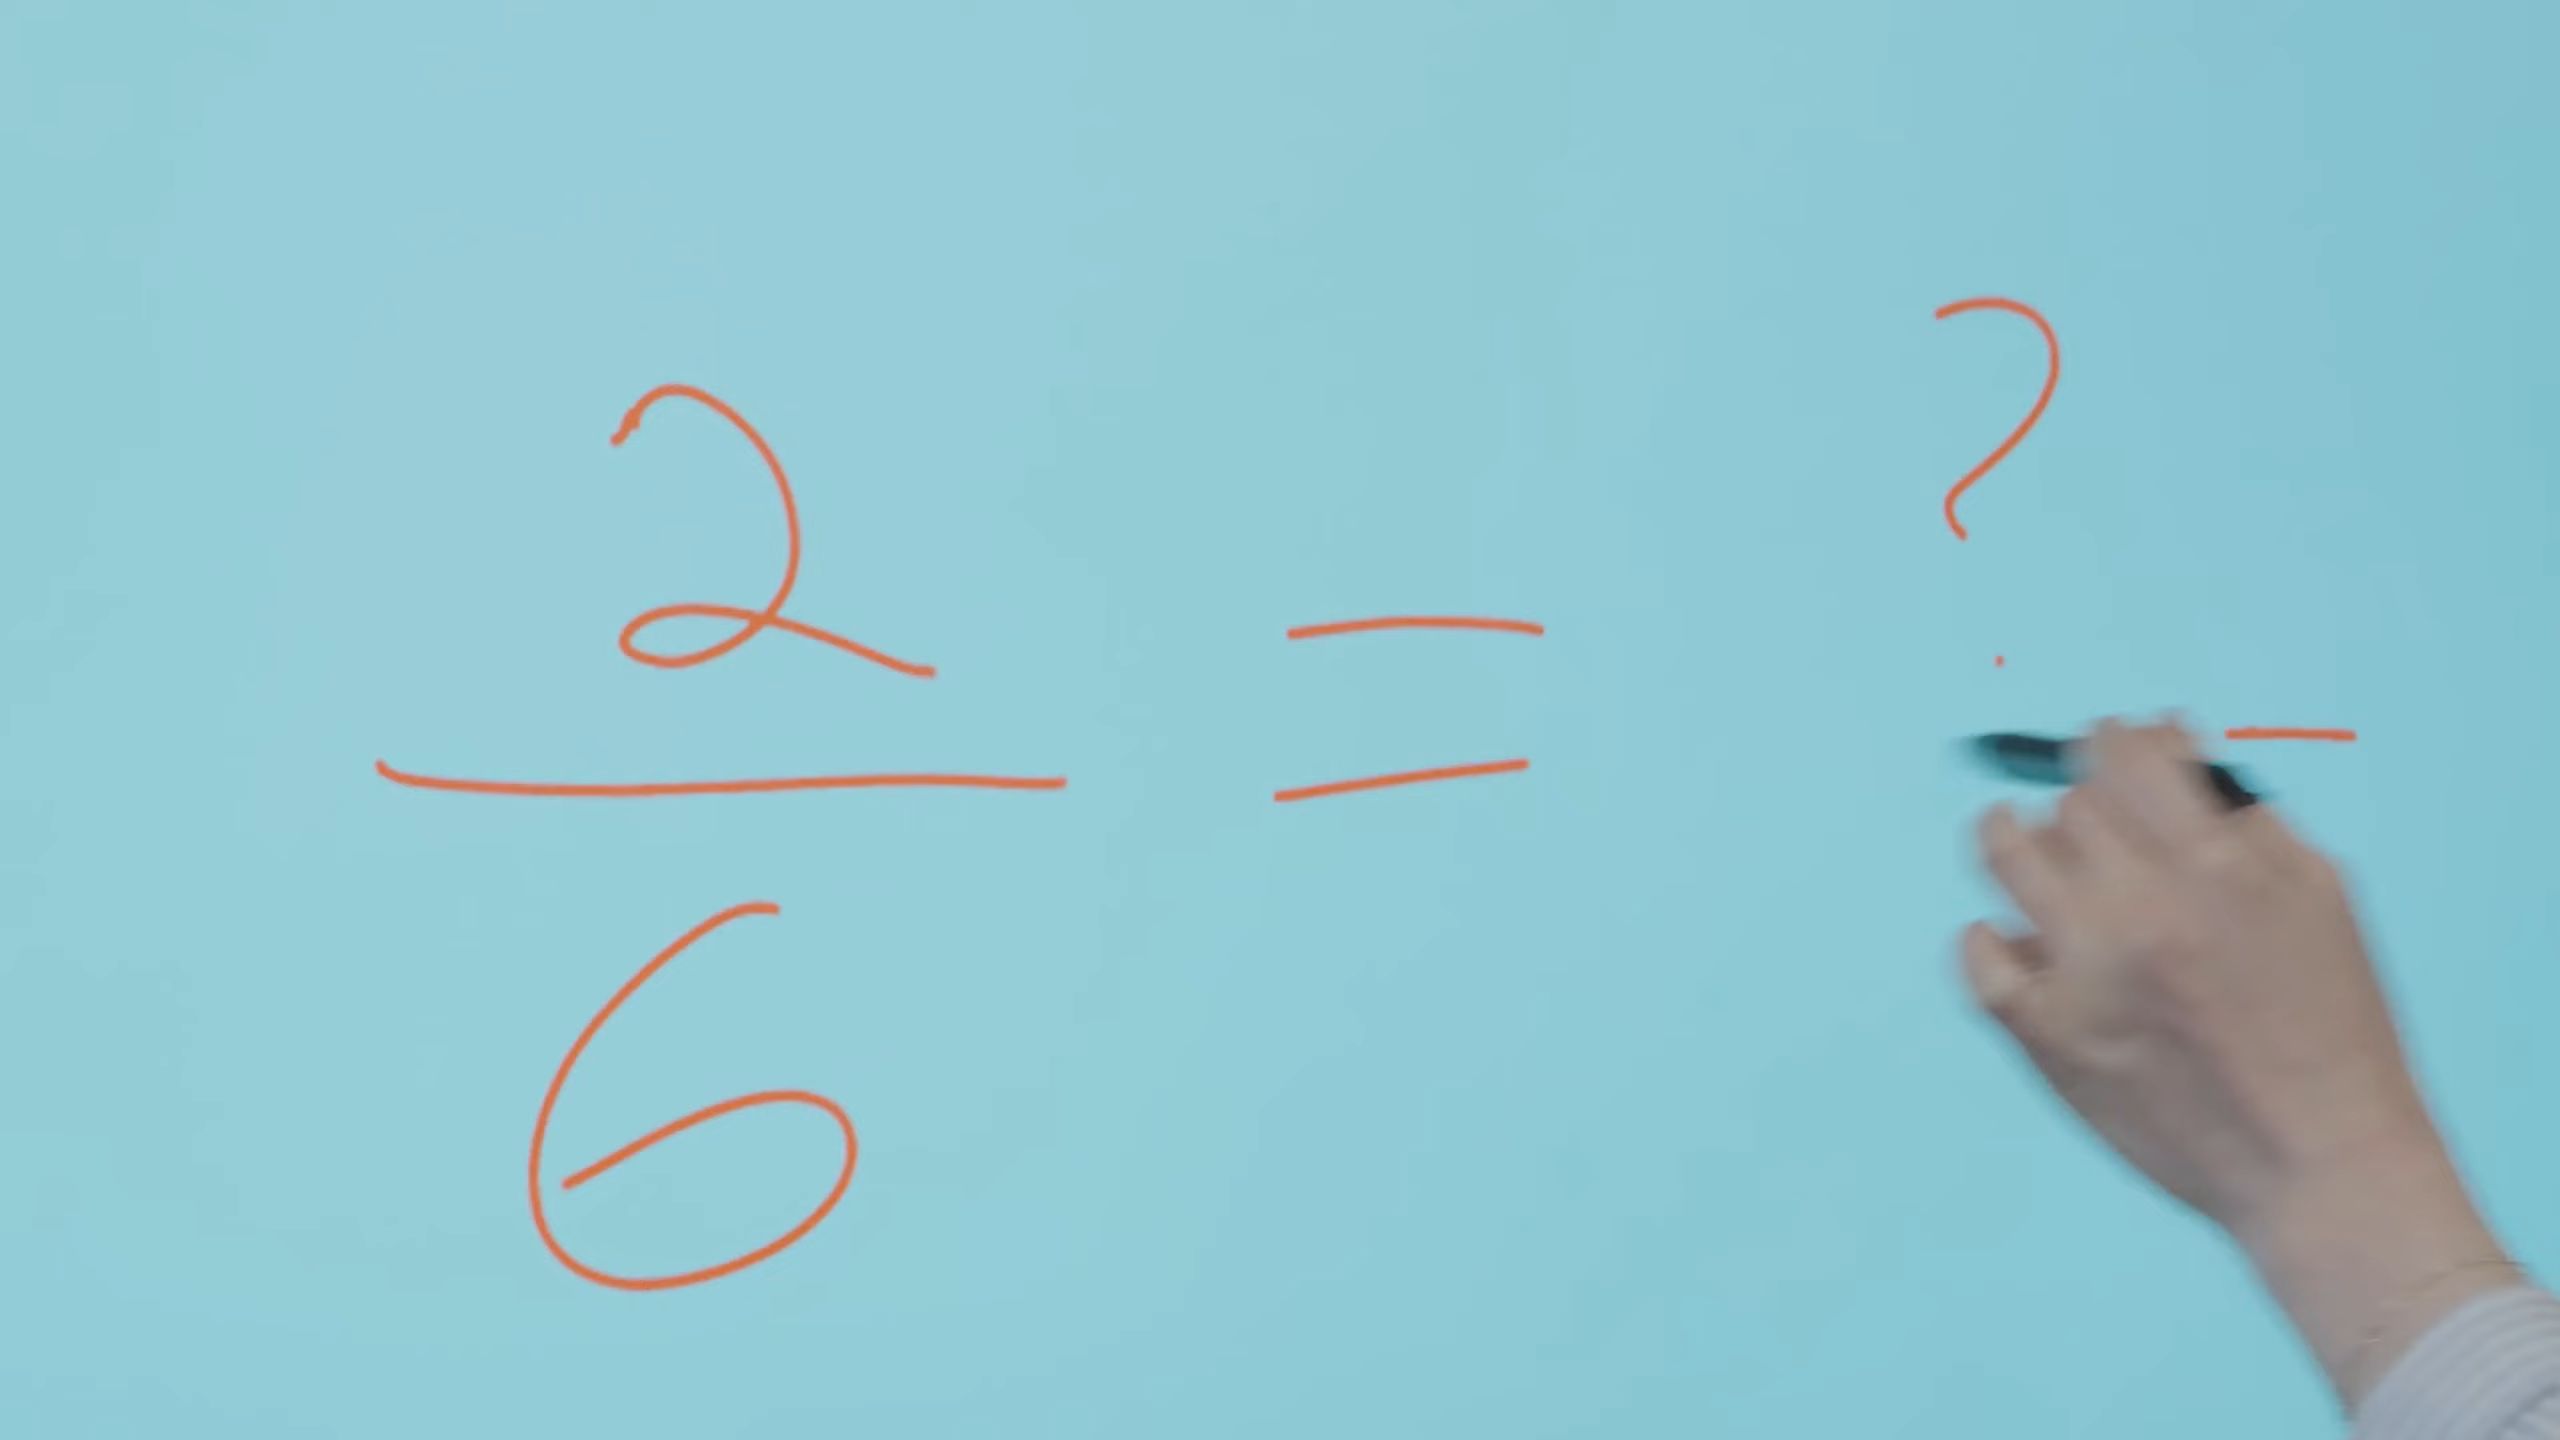 2/6 = ?